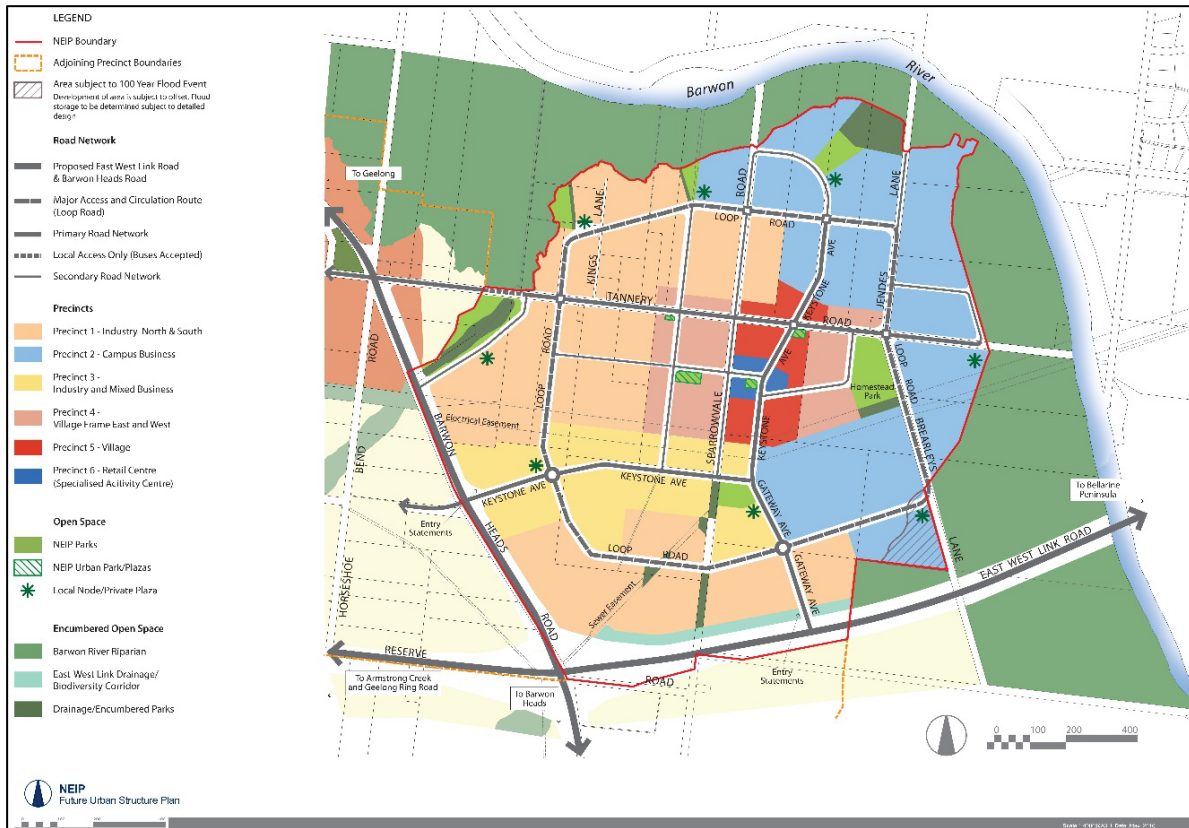 LEGEND
NEIP Boundary
Adjoining Precinct Boundaries
Area subject to 100 Year Flood Event
Development of area is subject to offset. Flood
storage to be determined subject to detailed
design
Road Network
Proposed East West Link Road
& Barwon Heads Road
Major Access and Circulation Route
(Loop Road)
Primary Road Network
Local Access Only (Buses Accepted)
Secondary Road Network
Precincts
Precinct 1 - Industry North & South
Precinct 2 - Campus Business
Precinct 3 -
Industry and Mixed Business
Precinct 4 -
Village Frame East and West
Precinct 5 - Village
Precinct 6 - Retail Centre
(Specialised Acitivity Centre)
Open Space
NEIP Parks
NEIP Urban Park/Plazas
Local Node/Private Plaza
Encumbered Open Space
Barwon River Riparian
East West Link Drainage/
Biodiversity Corridor
Drainage/Encumbered Parks
NEIP
Future Urban Structure Plan
Barwon
River
To Geelong
LANE
KINGS
ROAD
LANE
LOOP
ROAD
AVE
KEYSTONE
JENDES
TANNERY
ROAD
ROAD
LOOP
ROAD
LOOP
AVE
Homestead
Park
ROAD
BEND
HORSESHOE
BARWON
HEADS
ROAD
Electrical Easement
SPARROWVALE
KEYSTONE
BREARLEYS
LANE
KEYSTONE AVE
KEYSTONE AVE
GATEWAY AVE
GATEWAY AVE
Entry
Statements
LOOP
ROAD
Sewer Easement
To Bellarine
Peninsula
EAST WEST LINK ROAD
RESERVE
ROAD
To Armstrong Creek
and Geelong Ring Road
To Barwon
Heads
Entry
Statements
0
100
200
400